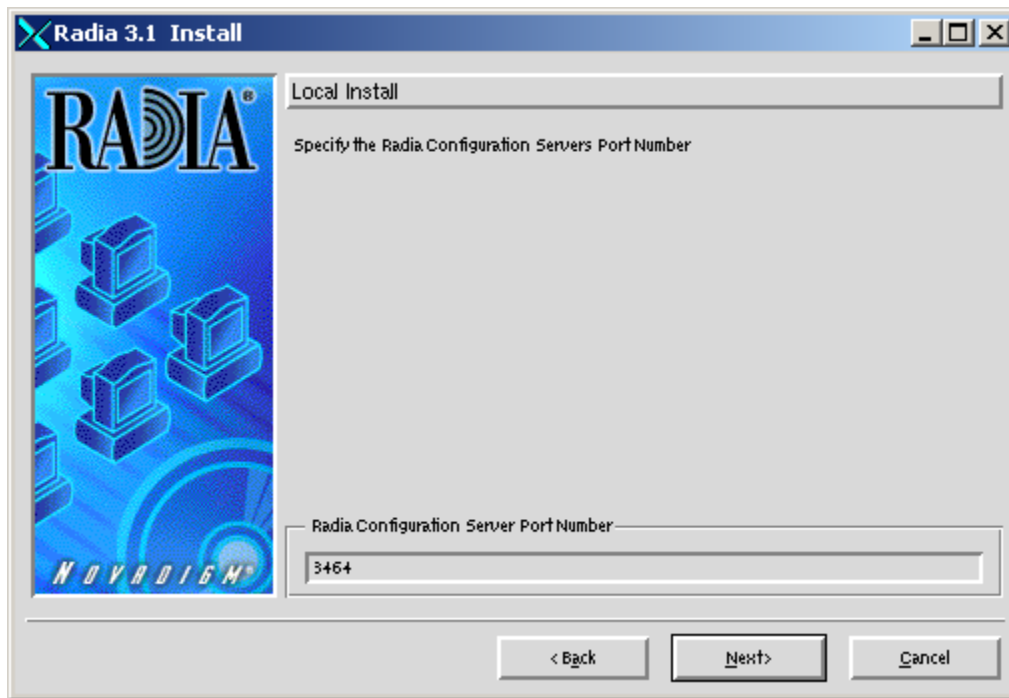 Radia 3.1 Install
RADIA®
Local Install
Specify the Radia Configuration Servers Port Number
Radia Configuration Server Port Number
3464
NOVADIGM®
< Back
Next>
Cancel